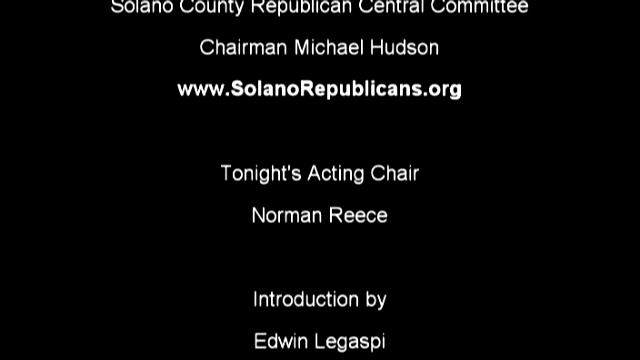 Solano County Republican Central Committee
Chairman Michael Hudson
www.SolanoRepublicans.org
Tonight's Acting Chair
Norman Reece
Introduction by
Edwin Legaspi